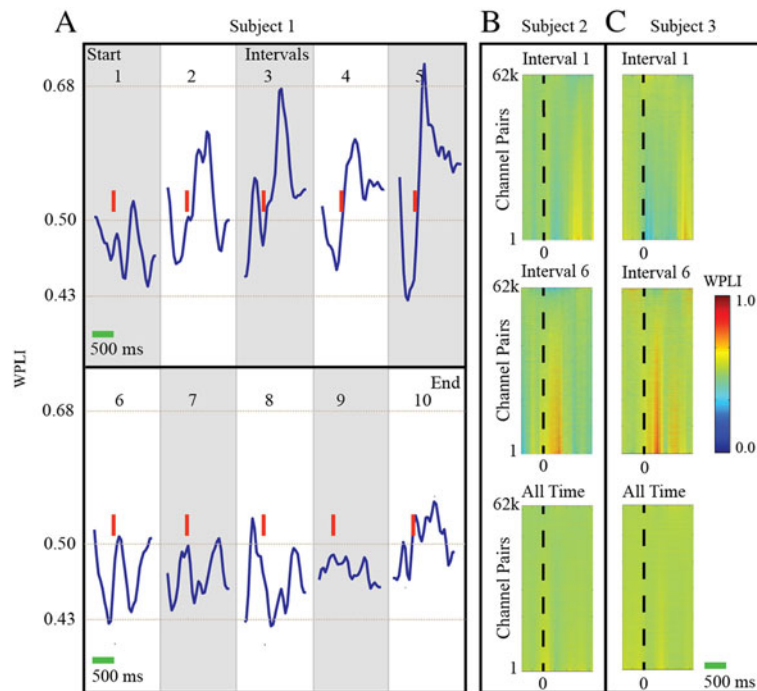 A
Subject 1
Start
Intervals
1
2
3
4
5
0.68
0.50
0.43
500 ms
WPLI
End
6
7
8
9
10
0.68
0.50
0.43
500 ms
B
Subject 2
Interval 1
62k
Channel Pairs
1
0
Interval 6
62k
Channel Pairs
1
0
All Time
62k
Channel Pairs
1
0
C
Subject 3
Interval 1
0
Interval 6
0
WPLI
1.0
0.0
All Time
0
500 ms